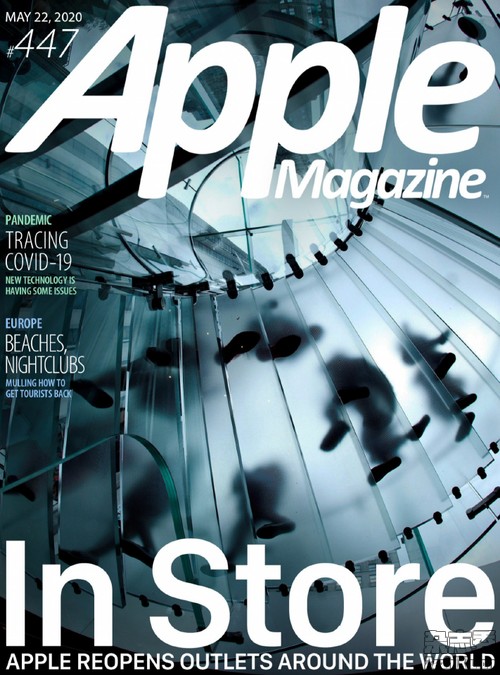 MAY 22, 2020
#447
Apple
Magazine
PANDEMIC
TRACING
COVID-19
NEW TECHNOLOGY IS
HAVING SOME ISSUES
EUROPE
BEACHES,
NIGHTCLUBS
MULLING HOW TO
GET TOURISTS BACK
In Store
APPLE REOPENS OUTLETS AROUND THE WORLD